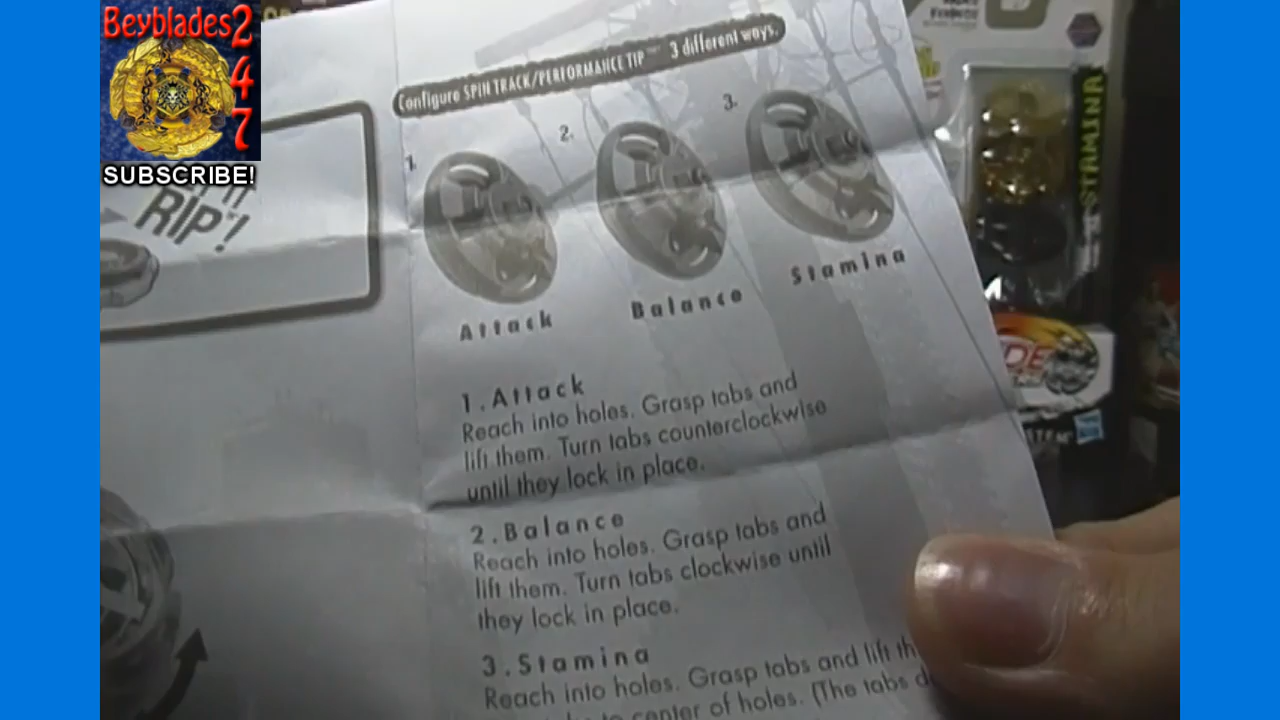 Beyblades2
4
7
SUBSCRIBE!
RIP™!
Configure SPIN TRACK/PERFORMANCE TIP™ 3 different ways.
1.
2.
3.
Attack
Balance
Stamina
1.Attack
Reach into holes. Grasp tabs and
lift them. Turn tabs counterclockwise
until they lock in place.
2.Balance
Reach into holes. Grasp tabs and
lift them. Turn tabs clockwise until
they lock in place.
3.Stamina
Reach into holes. Grasp tabs and lift
to center of holes. (The tabs
STAMINA